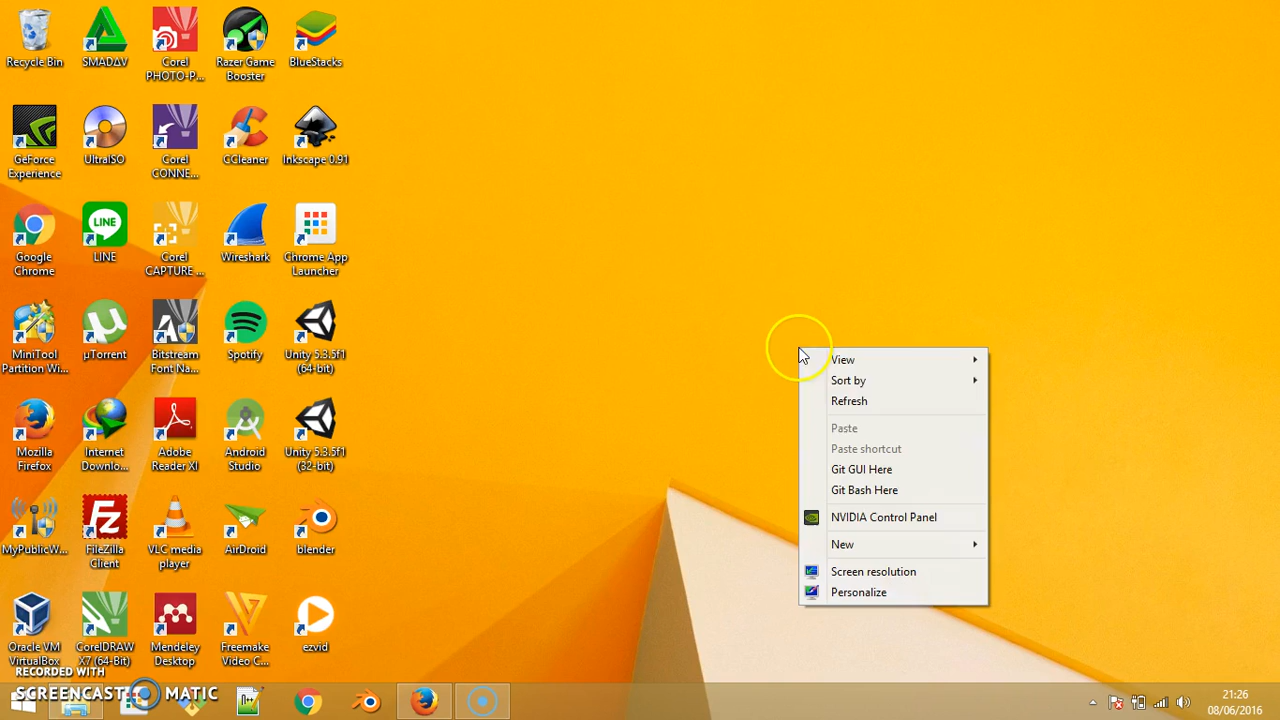 Recycle Bin
SMADΔV
Corel
PHOTO-P...
Razer Game
Booster
BlueStacks
GeForce
Experience
UltraISO
Corel
CONNE...
CCleaner
Inkscape 0.91
Google
Chrome
LINE
LINE
Corel
CAPTURE ...
Wireshark
Chrome App
Launcher
MiniTool
Partition Wi...
µTorrent
Bitstream
Font Na...
Spotify
Unity 5.3.5f1
(64-bit)
Mozilla
Firefox
Internet
Downlo...
Adobe
Reader XI
Android
Studio
Unity 5.3.5f1
(32-bit)
MyPublicW...
FileZilla
Client
VLC media
player
AirDroid
blender
Oracle VM
VirtualBox
CorelDRAW
X7 (64-Bit)
Mendeley
Desktop
Freemake
Video C...
ezvid
View
Sort by
Refresh
Paste
Paste shortcut
Git GUI Here
Git Bash Here
NVIDIA Control Panel
New
Screen resolution
Personalize
RECORDED WITH
SCREENCAST MATIC
21:26
08/06/2016